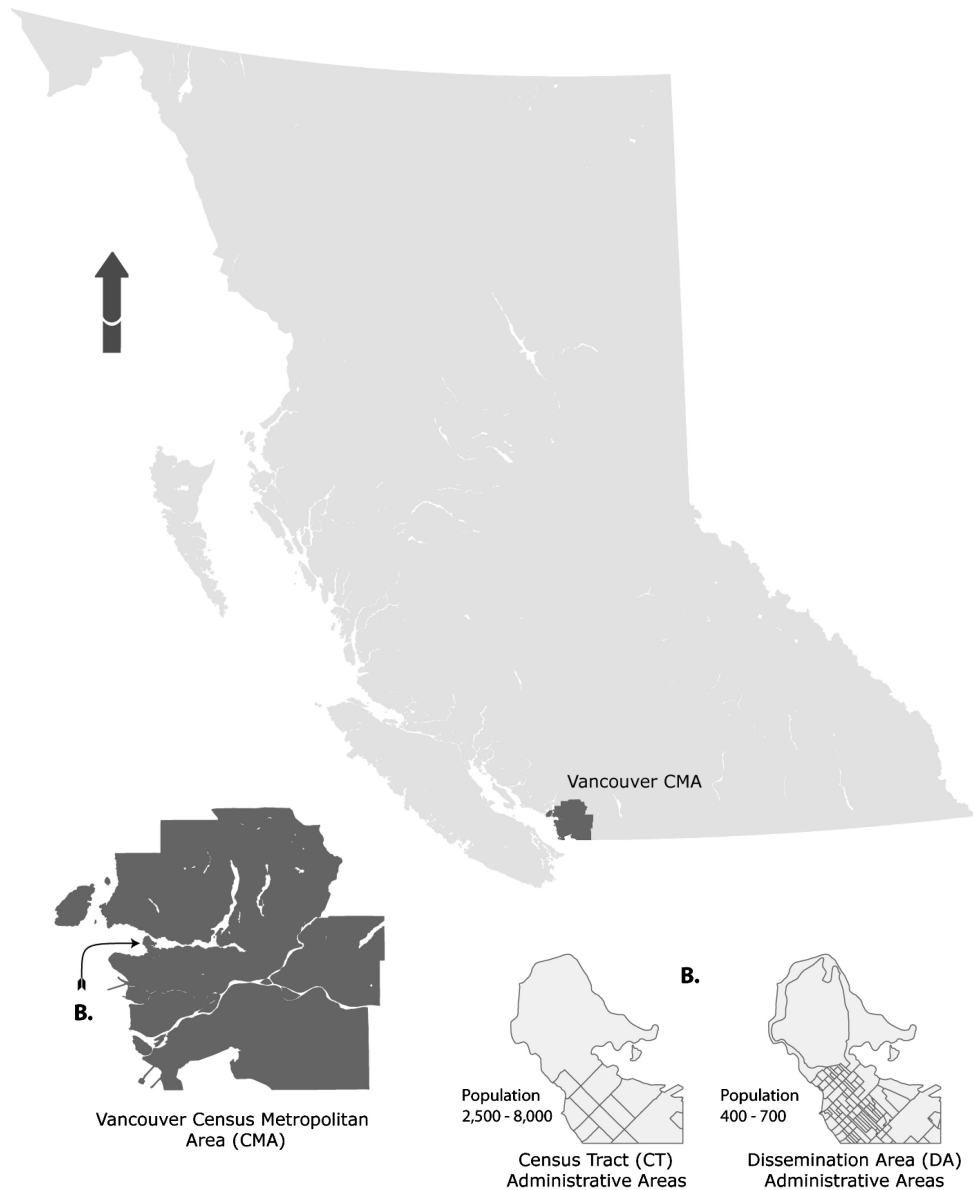 Vancouver CMA
B.
Vancouver Census Metropolitan
Area (CMA)
B.
Population
2,500 - 8,000
Census Tract (CT)
Administrative Areas
Population
400 - 700
Dissemination Area (DA)
Administrative Areas